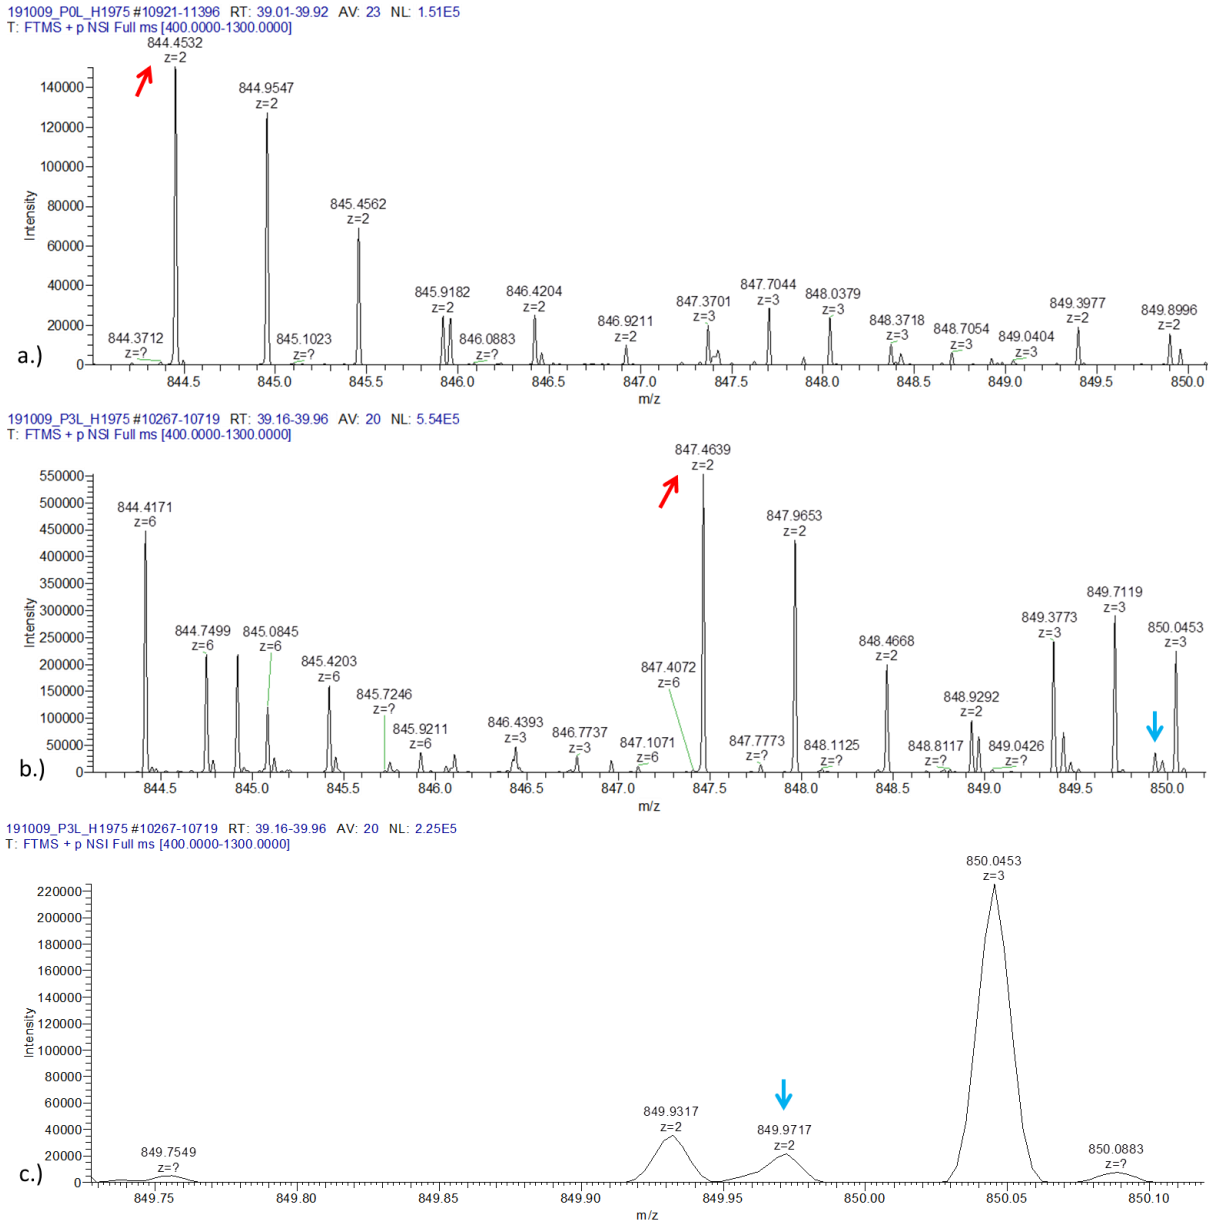 191009_P0L_H1975 #10921-11396 RT: 39.01-39.92 AV: 23 NL: 1.51E5
T: FTMS + p NSI Full ms [400.0000-1300.0000]
844.4532
z=2
844.9547
z=2
845.4562
z=2
845.9182
z=2
846.4204
z=2
846.9211
z=2
847.3701
z=3
847.7044
z=3
848.0379
z=3
848.3718
z=3
848.7054
z=3
849.0404
z=3
849.3977
z=2
849.8996
z=2
844.3712
z=?
845.1023
z=?
846.0883
z=?
140000
120000
100000
80000
60000
40000
20000
0
Intensity
a.)
844.5 845.0 845.5 846.0 846.5 847.0 847.5 848.0 848.5 849.0 849.5 850.0
m/z
191009_P3L_H1975 #10267-10719 RT: 39.16-39.96 AV: 20 NL: 5.54E5
T: FTMS + p NSI Full ms [400.0000-1300.0000]
847.4639
z=2
844.4171
z=6
847.9653
z=2
844.7499
z=6
845.0845
z=6
845.4203
z=6
845.7246
z=?
845.9211
z=6
846.4393
z=3
846.7737
z=3
847.1071
z=6
847.4072
z=6
847.7773
z=?
848.1125
z=?
848.4668
z=2
848.9292
z=2
848.8117
z=?
849.0426
z=?
849.3773
z=3
849.7119
z=3
850.0453
z=3
550000
500000
450000
400000
350000
300000
250000
200000
150000
100000
50000
0
Intensity
b.)
844.5 845.0 845.5 846.0 846.5 847.0 847.5 848.0 848.5 849.0 849.5 850.0
m/z
191009_P3L_H1975 #10267-10719 RT: 39.16-39.96 AV: 20 NL: 2.25E5
T: FTMS + p NSI Full ms [400.0000-1300.0000]
850.0453
z=3
849.9317
z=2
849.9717
z=2
849.7549
z=?
850.0883
z=?
220000
200000
180000
160000
140000
120000
100000
80000
60000
40000
20000
0
Intensity
c.)
849.75 849.80 849.85 849.90 849.95 850.00 850.05 850.10
m/z